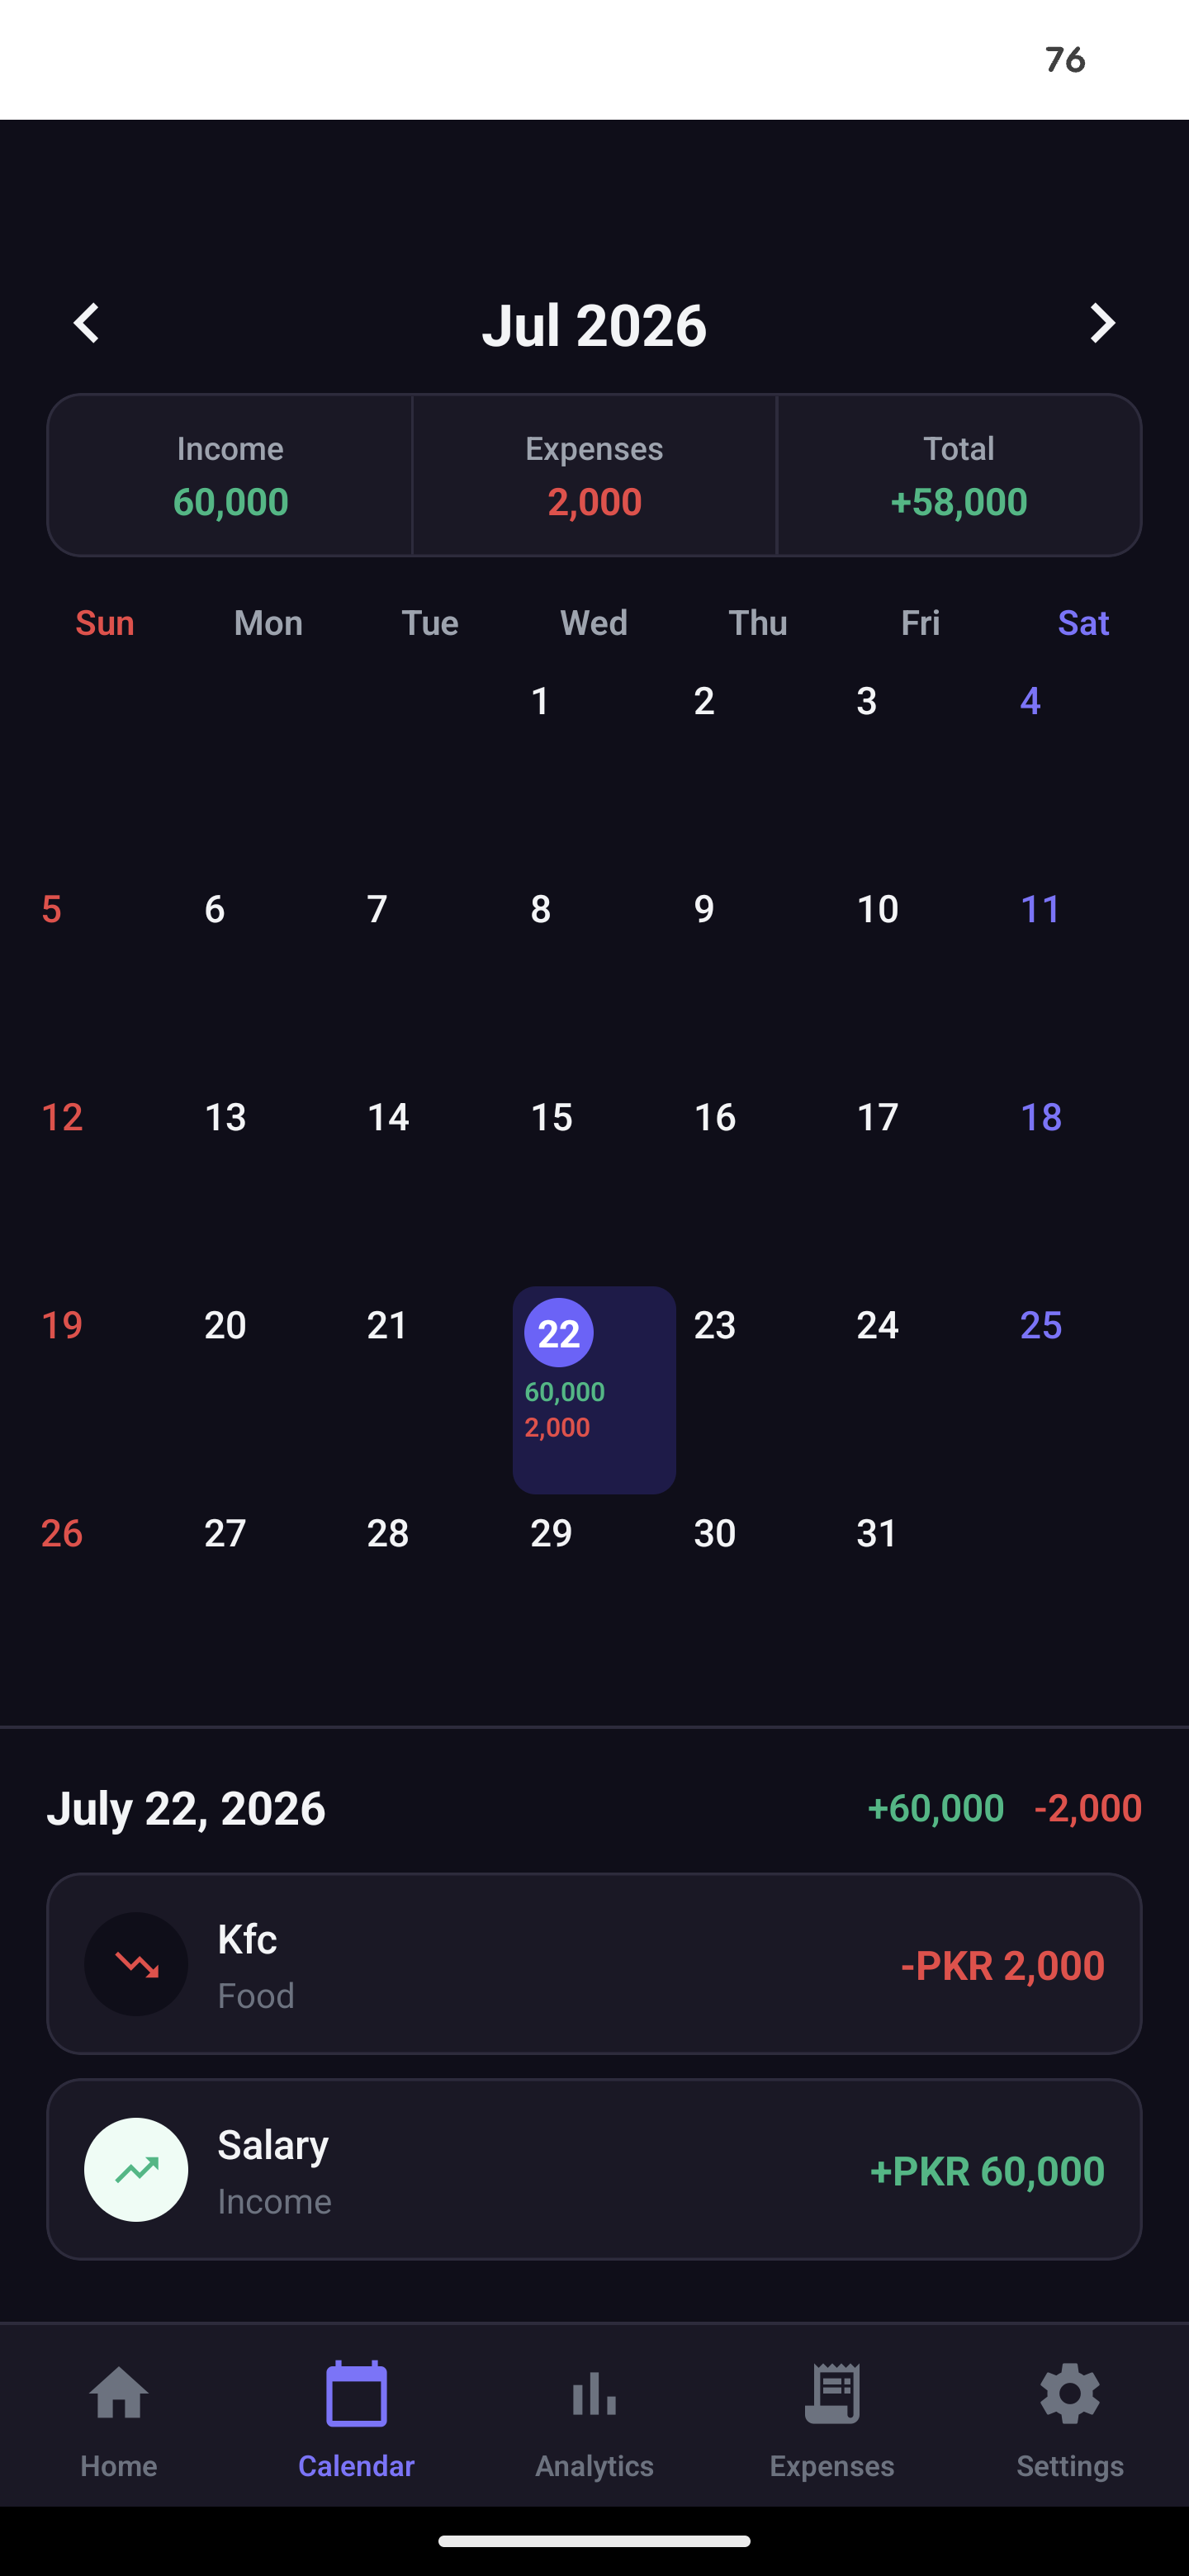 76
Jul 2026
Income Expenses Total
60,000 2,000 +58,000
Sun Mon Tue Wed Thu Fri Sat
1 2 3 4
5 6 7 8 9 10 11
12 13 14 15 16 17 18
19 20 21 22 23 24 25
60,000
2,000
26 27 28 29 30 31
July 22, 2026 +60,000 -2,000
Kfc
Food
-PKR 2,000
Salary
Income
+PKR 60,000
Home Calendar Analytics Expenses Settings